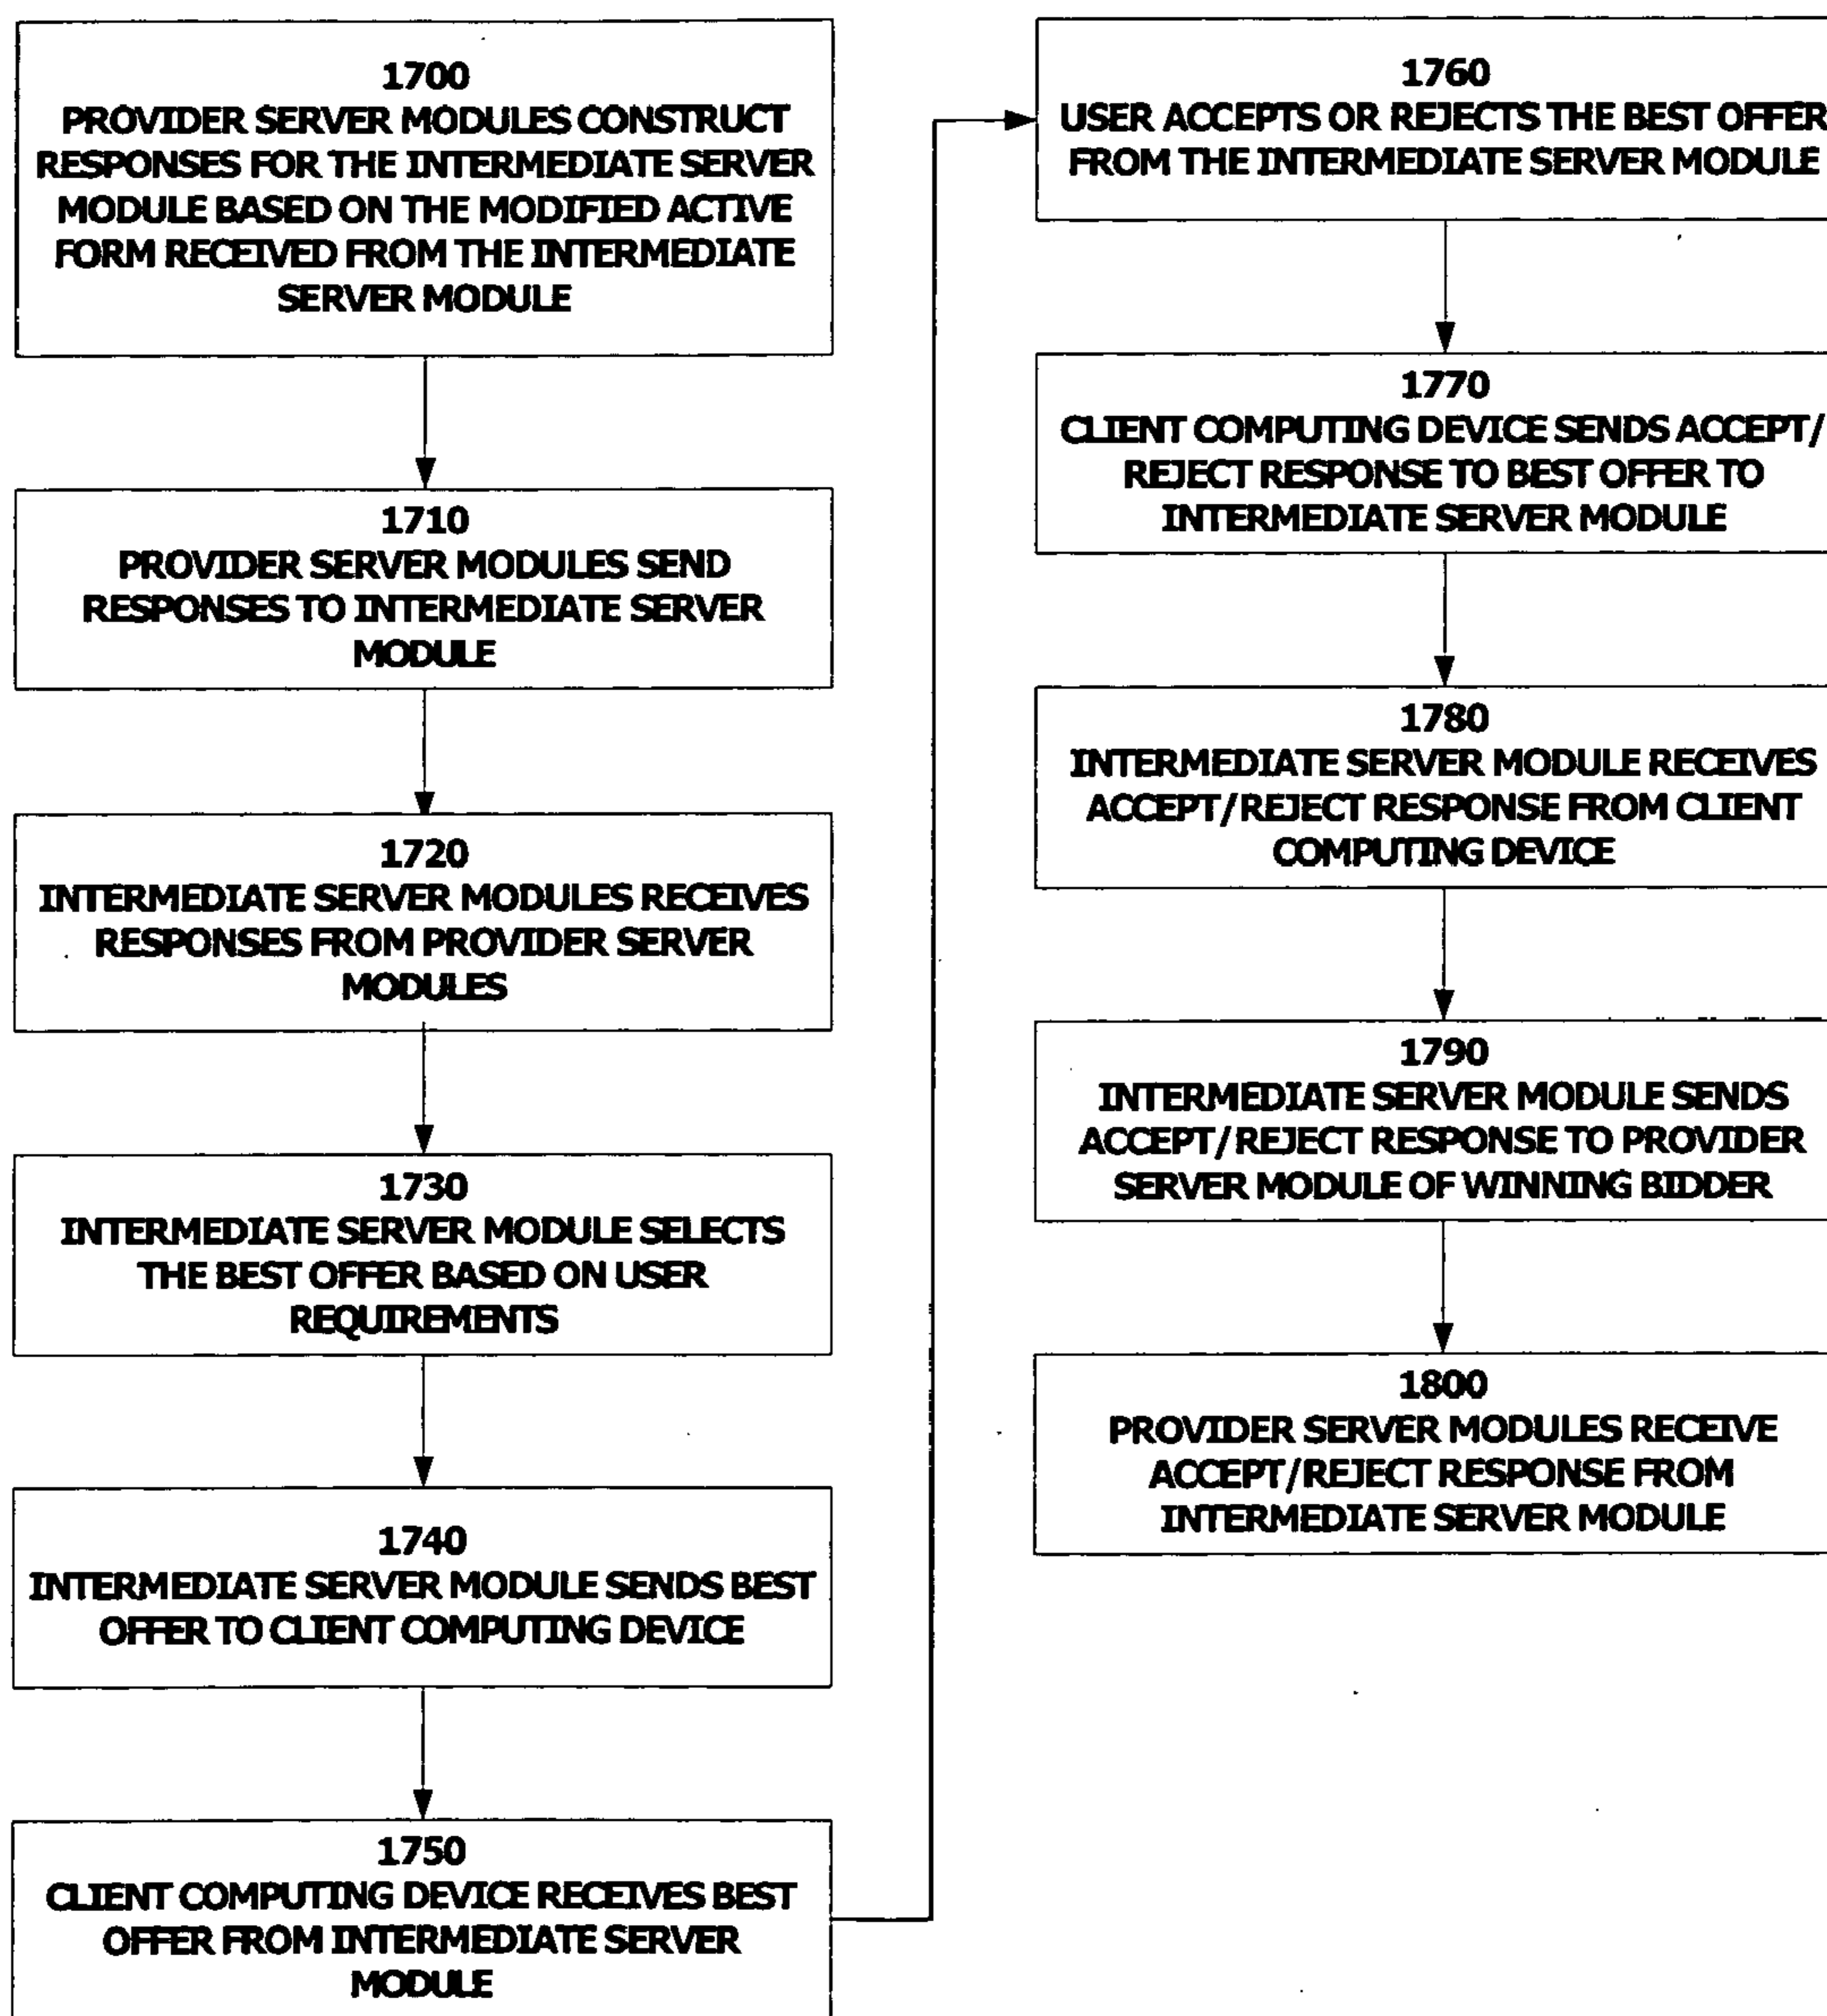 1700
PROVIDER SERVER MODULES CONSTRUCT
RESPONSES FOR THE INTERMEDIATE SERVER
MODULE BASED ON THE MODIFIED ACTIVE
FORM RECEIVED FROM THE INTERMEDIATE
SERVER MODULE
1710
PROVIDER SERVER MODULES SEND
RESPONSES TO INTERMEDIATE SERVER
MODULE
1720
INTERMEDIATE SERVER MODULES RECEIVES
RESPONSES FROM PROVIDER SERVER
MODULES
1730
INTERMEDIATE SERVER MODULE SELECTS
THE BEST OFFER BASED ON USER
REQUIREMENTS
1740
INTERMEDIATE SERVER MODULE SENDS BEST
OFFER TO CLIENT COMPUTING DEVICE
1750
CLIENT COMPUTING DEVICE RECEIVES BEST
OFFER FROM INTERMEDIATE SERVER
MODULE
1760
USER ACCEPTS OR REJECTS THE BEST OFFER
FROM THE INTERMEDIATE SERVER MODULE
1770
CLIENT COMPUTING DEVICE SENDS ACCEPT/
REJECT RESPONSE TO BEST OFFER TO
INTERMEDIATE SERVER MODULE
1780
INTERMEDIATE SERVER MODULE RECEIVES
ACCEPT/REJECT RESPONSE FROM CLIENT
COMPUTING DEVICE
1790
INTERMEDIATE SERVER MODULE SENDS
ACCEPT/REJECT RESPONSE TO PROVIDER
SERVER MODULE OF WINNING BIDDER
1800
PROVIDER SERVER MODULES RECEIVE
ACCEPT/REJECT RESPONSE FROM
INTERMEDIATE SERVER MODULE